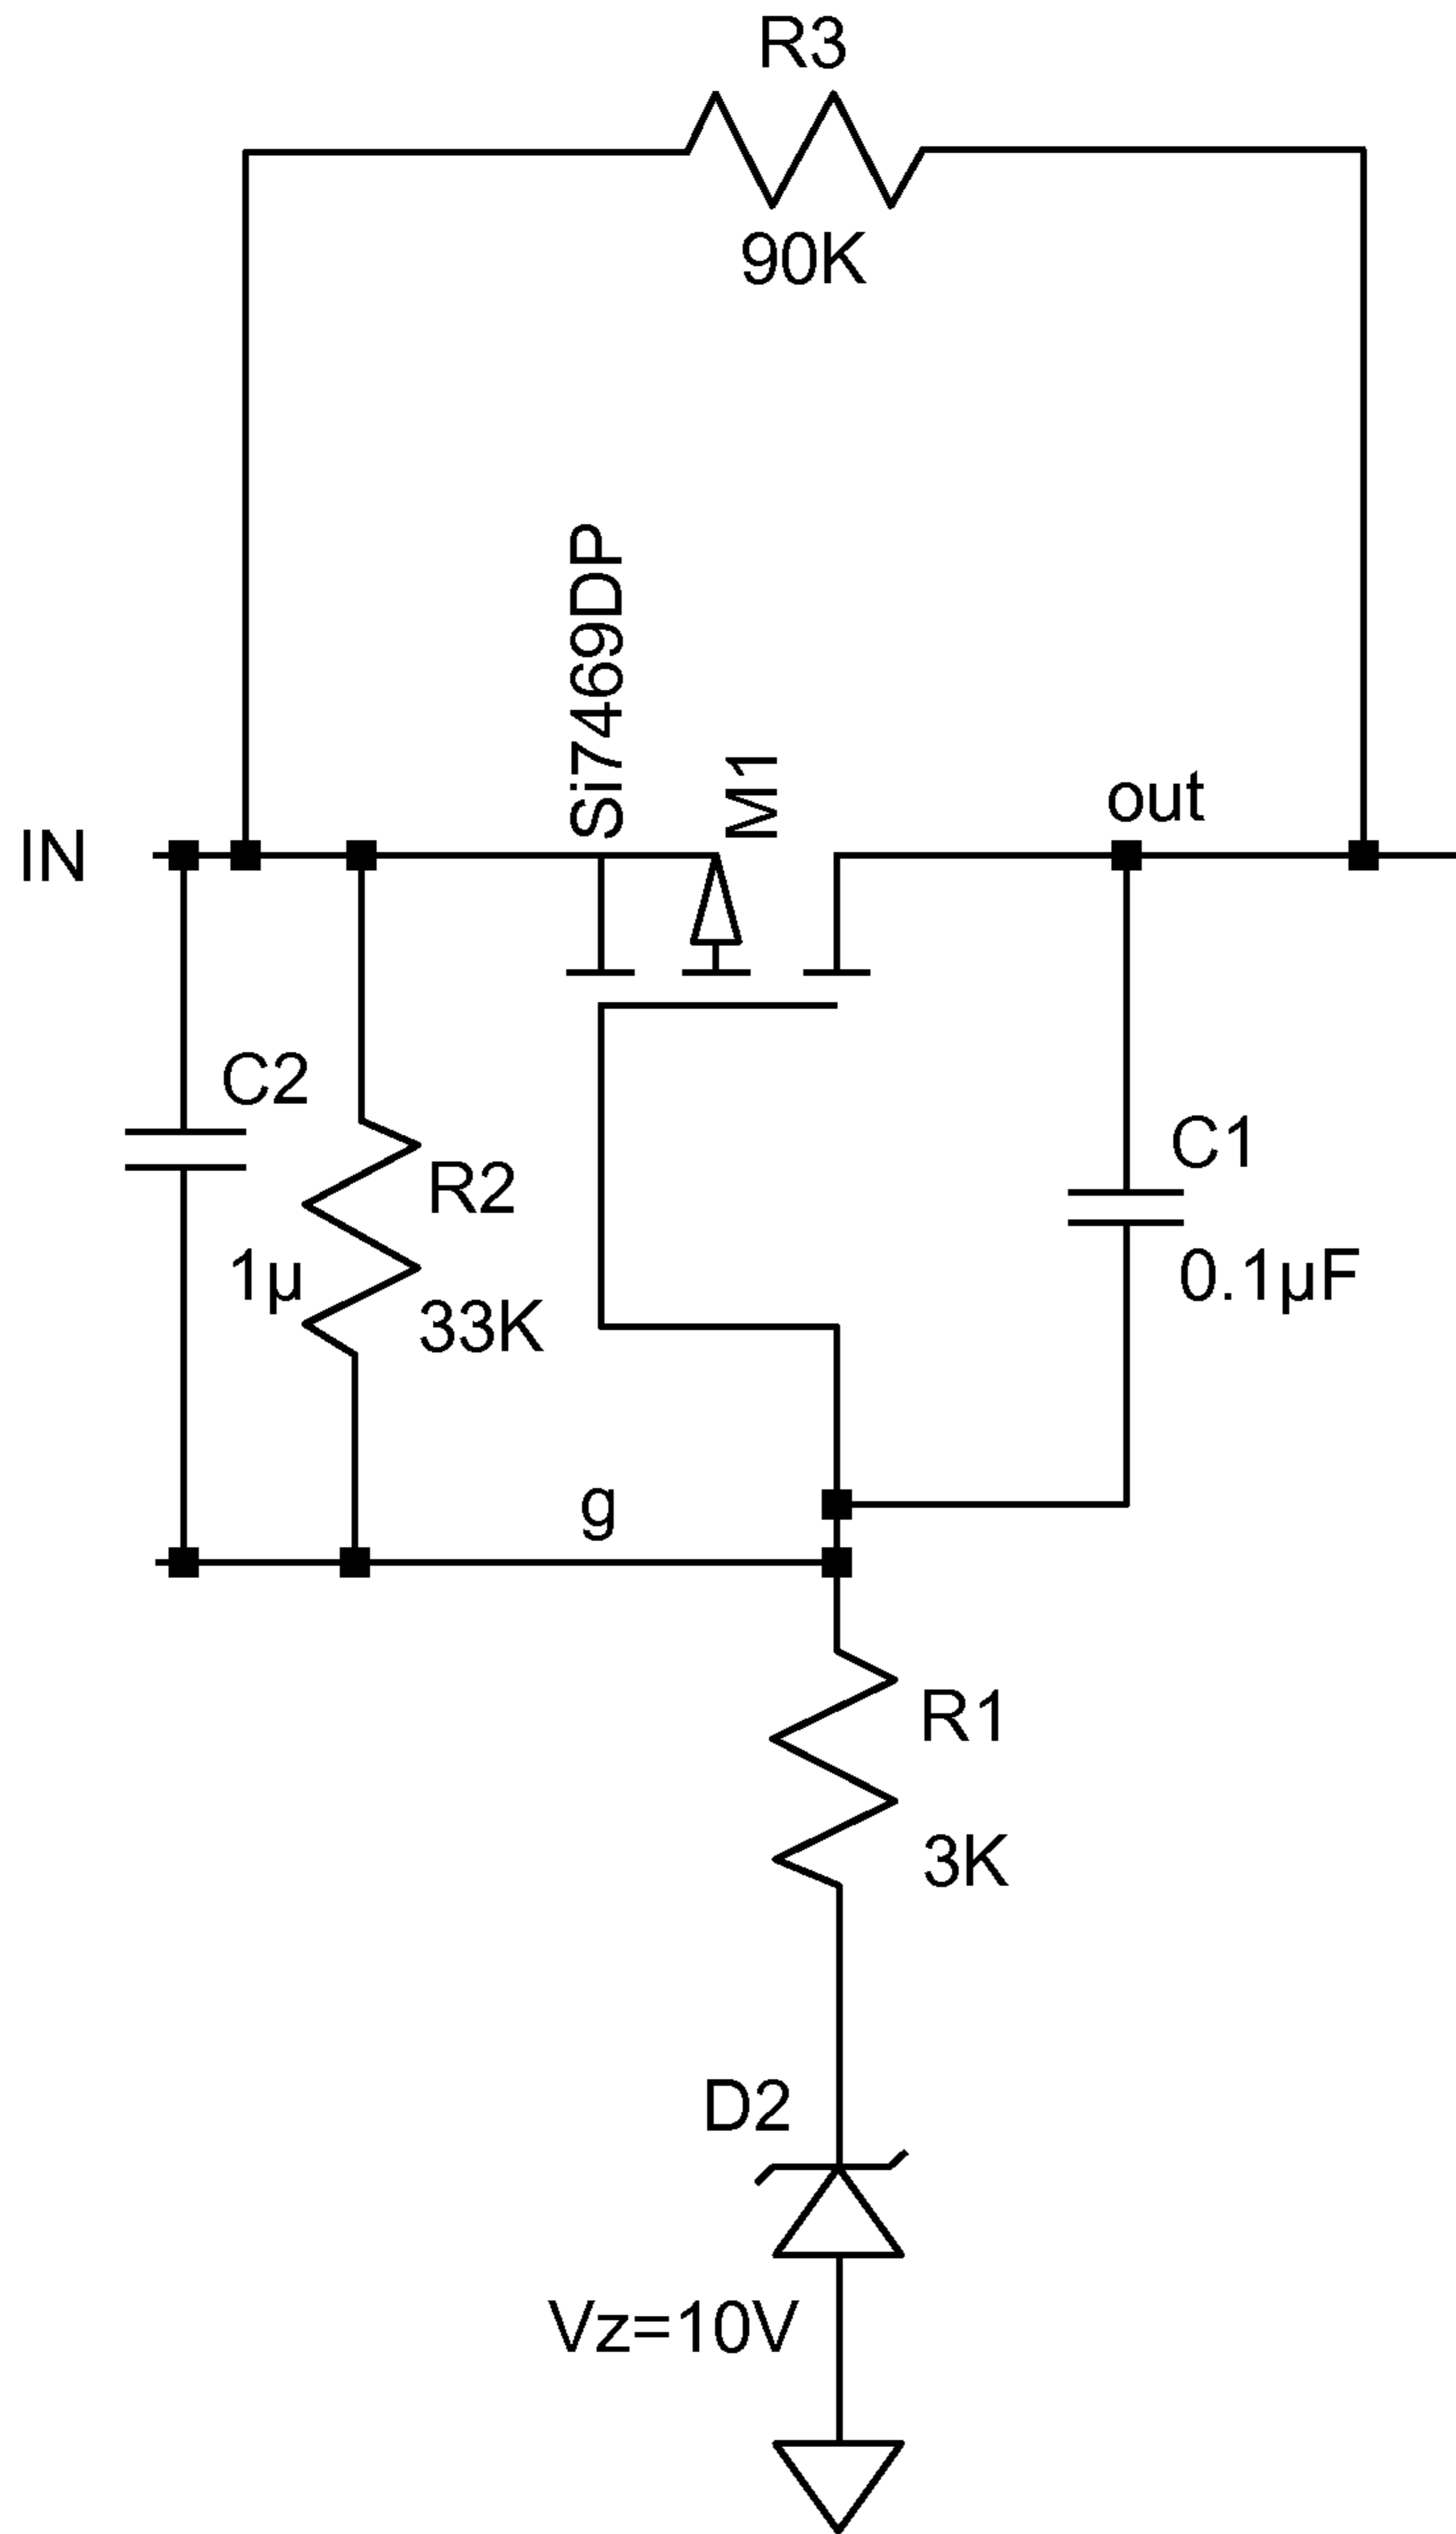 R3
90K
Si7469DP
M1
out
IN
C2
C1
R2
1µ
0.1µF
33K
g
R1
3K
D2
Vz=10V